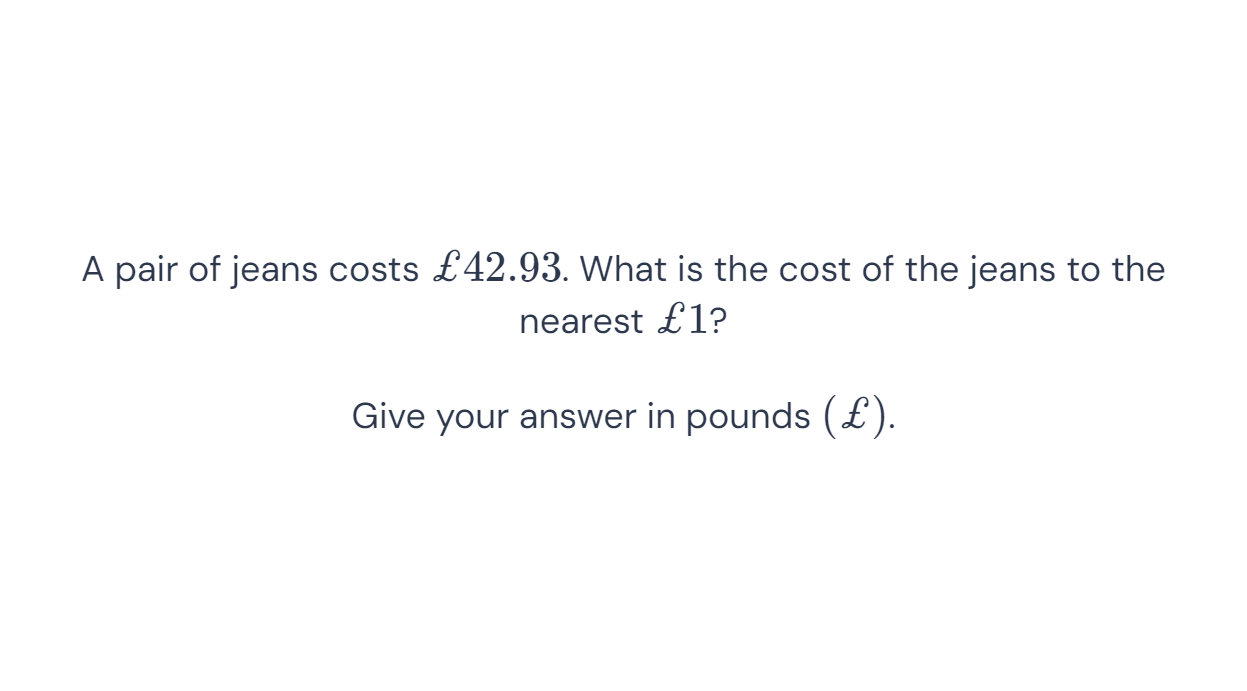 A pair of jeans costs £42.93. What is the cost of the jeans to the
nearest £1?
Give your answer in pounds (£).